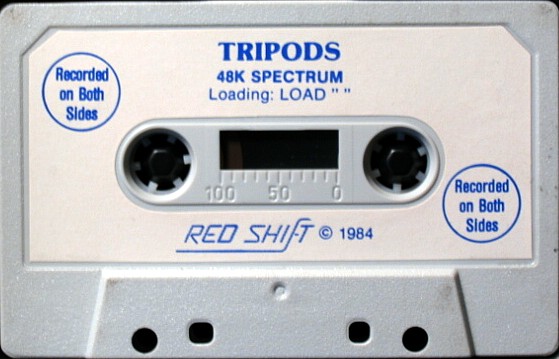 TRIPODS
48K SPECTRUM
Loading: LOAD " "
Recorded
on Both
Sides
100 50 0
Recorded
on Both
Sides
RED SHIFT © 1984